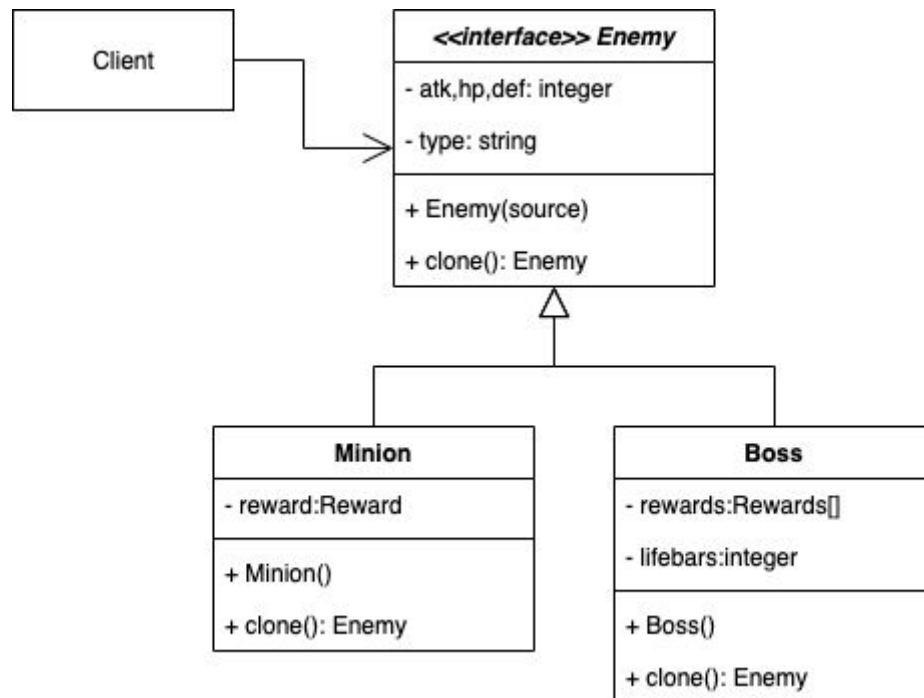 Client
<<interface>> Enemy
- atk,hp,def: integer
- type: string
+ Enemy(source)
+ clone(): Enemy
Minion
- reward:Reward
+ Minion()
+ clone(): Enemy
Boss
- rewards:Rewards[]
- lifebars:integer
+ Boss()
+ clone(): Enemy